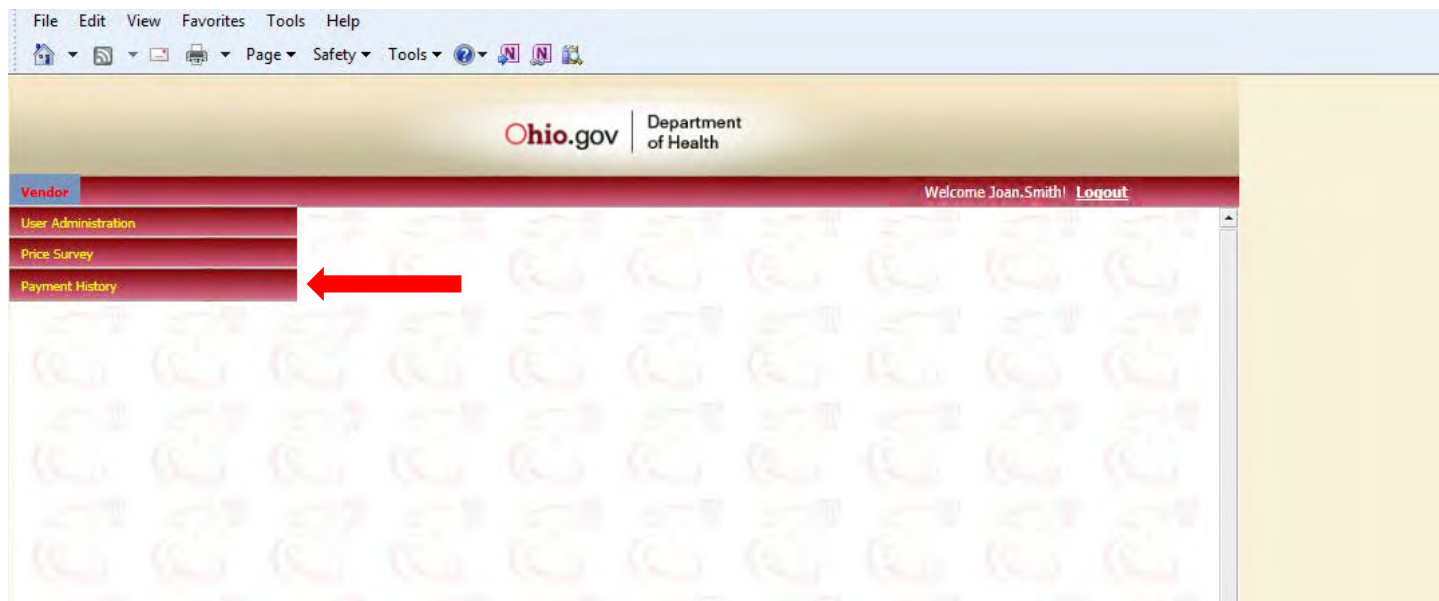 File Edit View Favorites Tools Help
Page Safety Tools
Ohio.gov Department
of Health
Vendor Welcome Joan.Smith! Logout
User Administration
Price Survey
Payment History